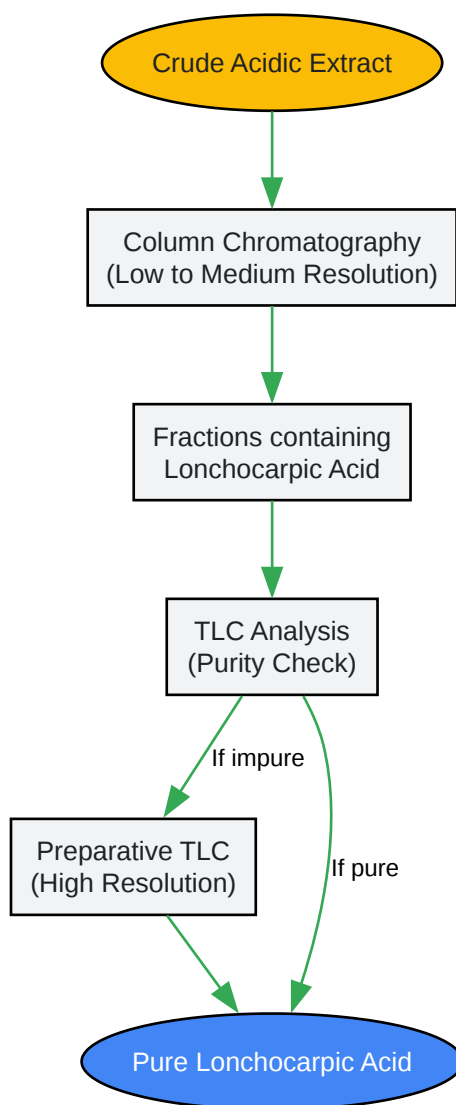 Crude Acidic Extract
Column Chromatography
(Low to Medium Resolution)
Fractions containing
Lonchocarpic Acid
TLC Analysis
(Purity Check)
If impure
Preparative TLC
(High Resolution)
If pure
Pure Lonchocarpic Acid